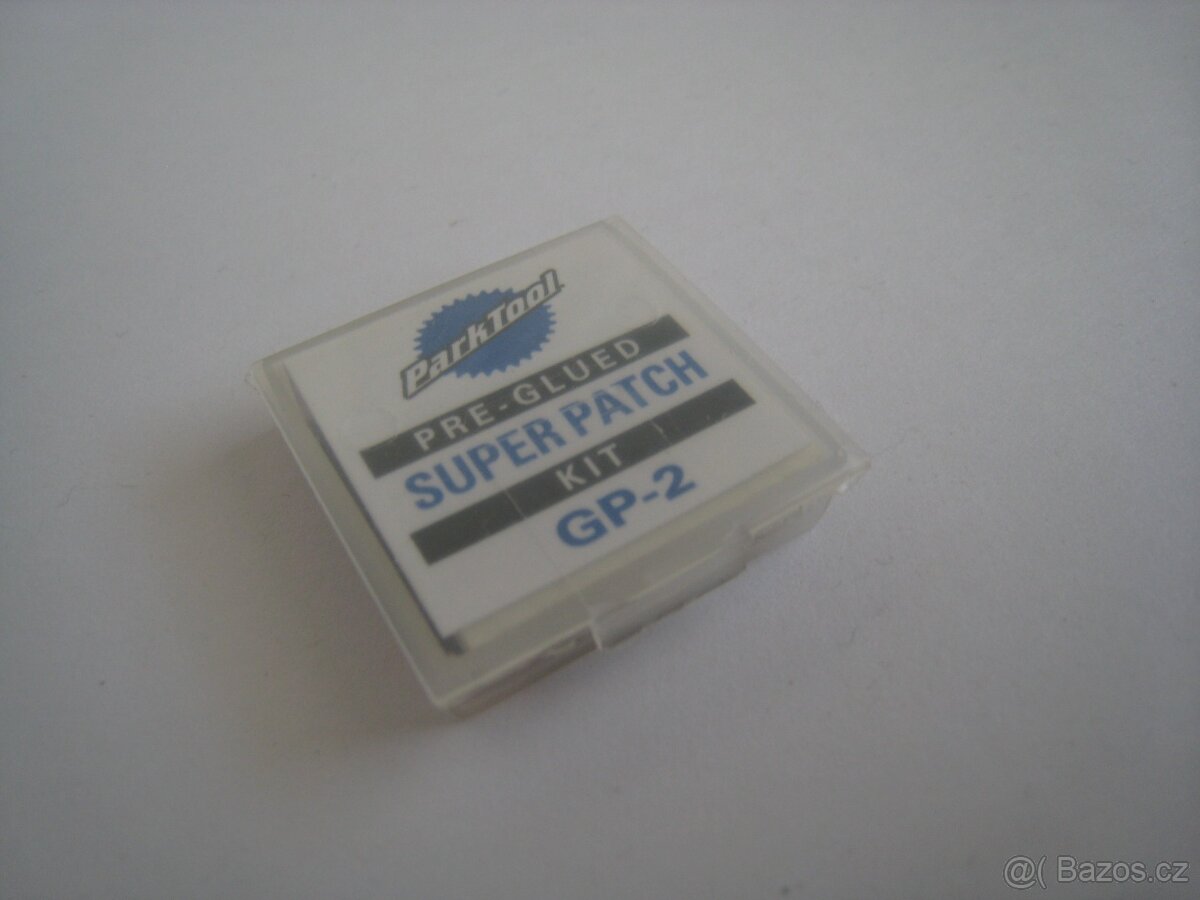 ParkTool
PRE-GLUED
SUPER PATCH
KIT
GP-2
@( Bazos.cz